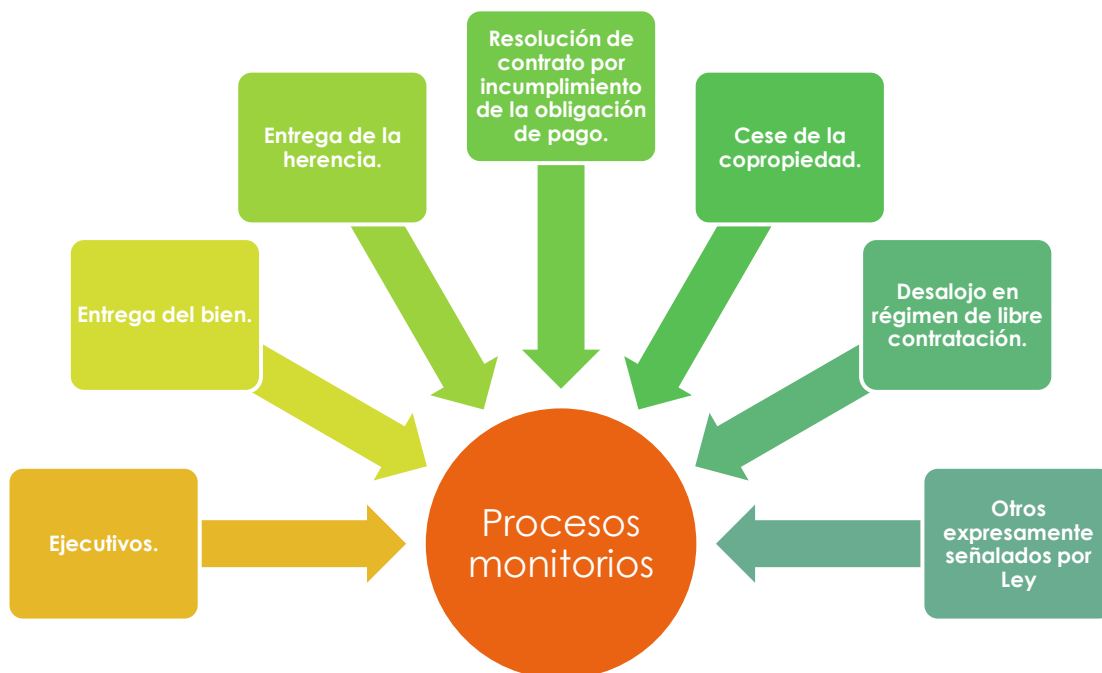 Resolución de
contrato por
incumplimiento
de la obligación
de pago.
Entrega de la
herencia.
Cese de la
copropiedad.
Entrega del bien.
Desalojo en
régimen de libre
contratación.
Ejecutivos.
Procesos
monitorios
Otros
expresamente
señalados por
Ley